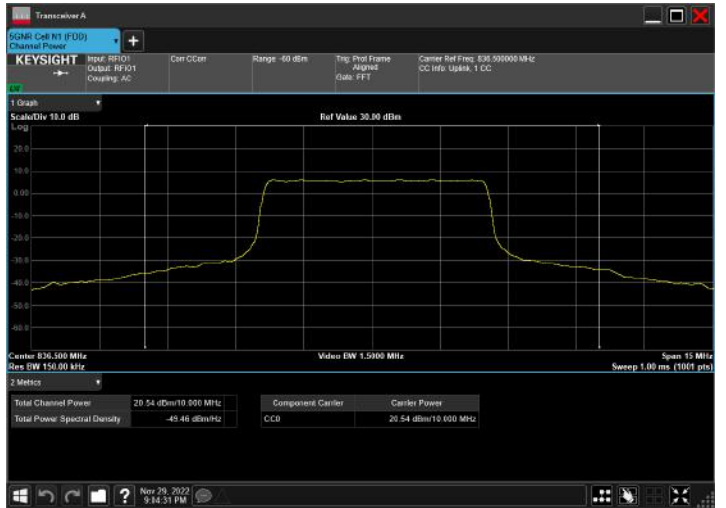 Transceiver A
5GNR Cell N1 (FDD)
Channel Power
+
KEYSIGHT
Input: RFIO1
Output: RFIO1
Coupling: AC
Corr CCorr
Range: -60 dBm
Trig: Prot Frame
Aligned
Gate: FFT
Carrier Ref Freq: 836.500000 MHz
CC Info: Uplink, 1 CC
1 Graph
Scale/Div 10.0 dB
Ref Value 30.00 dBm
Log
20.0
10.0
0.00
-10.0
-20.0
-30.0
-40.0
-50.0
-60.0
Center 836.500 MHz
Video BW 1.5000 MHz
Span 15 MHz
Res BW 150.00 kHz
Sweep 1.00 ms (1001 pts)
2 Metrics
Total Channel Power 20.54 dBm/10.000 MHz
Total Power Spectral Density -49.46 dBm/Hz
Component Carrier Carrier Power
CC0 20.54 dBm/10.000 MHz
?
Nov 29, 2022
9:04:31 PM